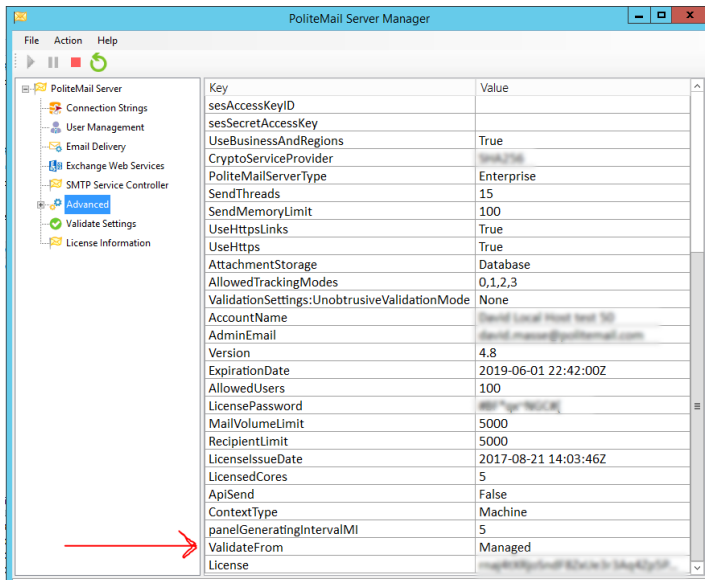 PoliteMail Server Manager
File Action Help
PoliteMail Server
Connection Strings
User Management
Email Delivery
Exchange Web Services
SMTP Service Controller
Advanced
Validate Settings
License Information
Key Value
sesAccessKeyID
sesSecretAccessKey
UseBusinessAndRegions True
CryptoServiceProvider SHA256
PoliteMailServerType Enterprise
SendThreads 15
SendMemoryLimit 100
UseHttpsLinks True
UseHttps True
AttachmentStorage Database
AllowedTrackingModes 0,1,2,3
ValidationSettings:UnobtrusiveValidationMode None
AccountName
AdminEmail
Version 4.8
ExpirationDate 2019-06-01 22:42:00Z
AllowedUsers 100
LicensePassword
MailVolumeLimit 5000
RecipientLimit 5000
LicenseIssueDate 2017-08-21 14:03:46Z
LicensedCores 5
ApiSend False
ContextType Machine
panelGeneratingIntervalMI 5
ValidateFrom Managed
License